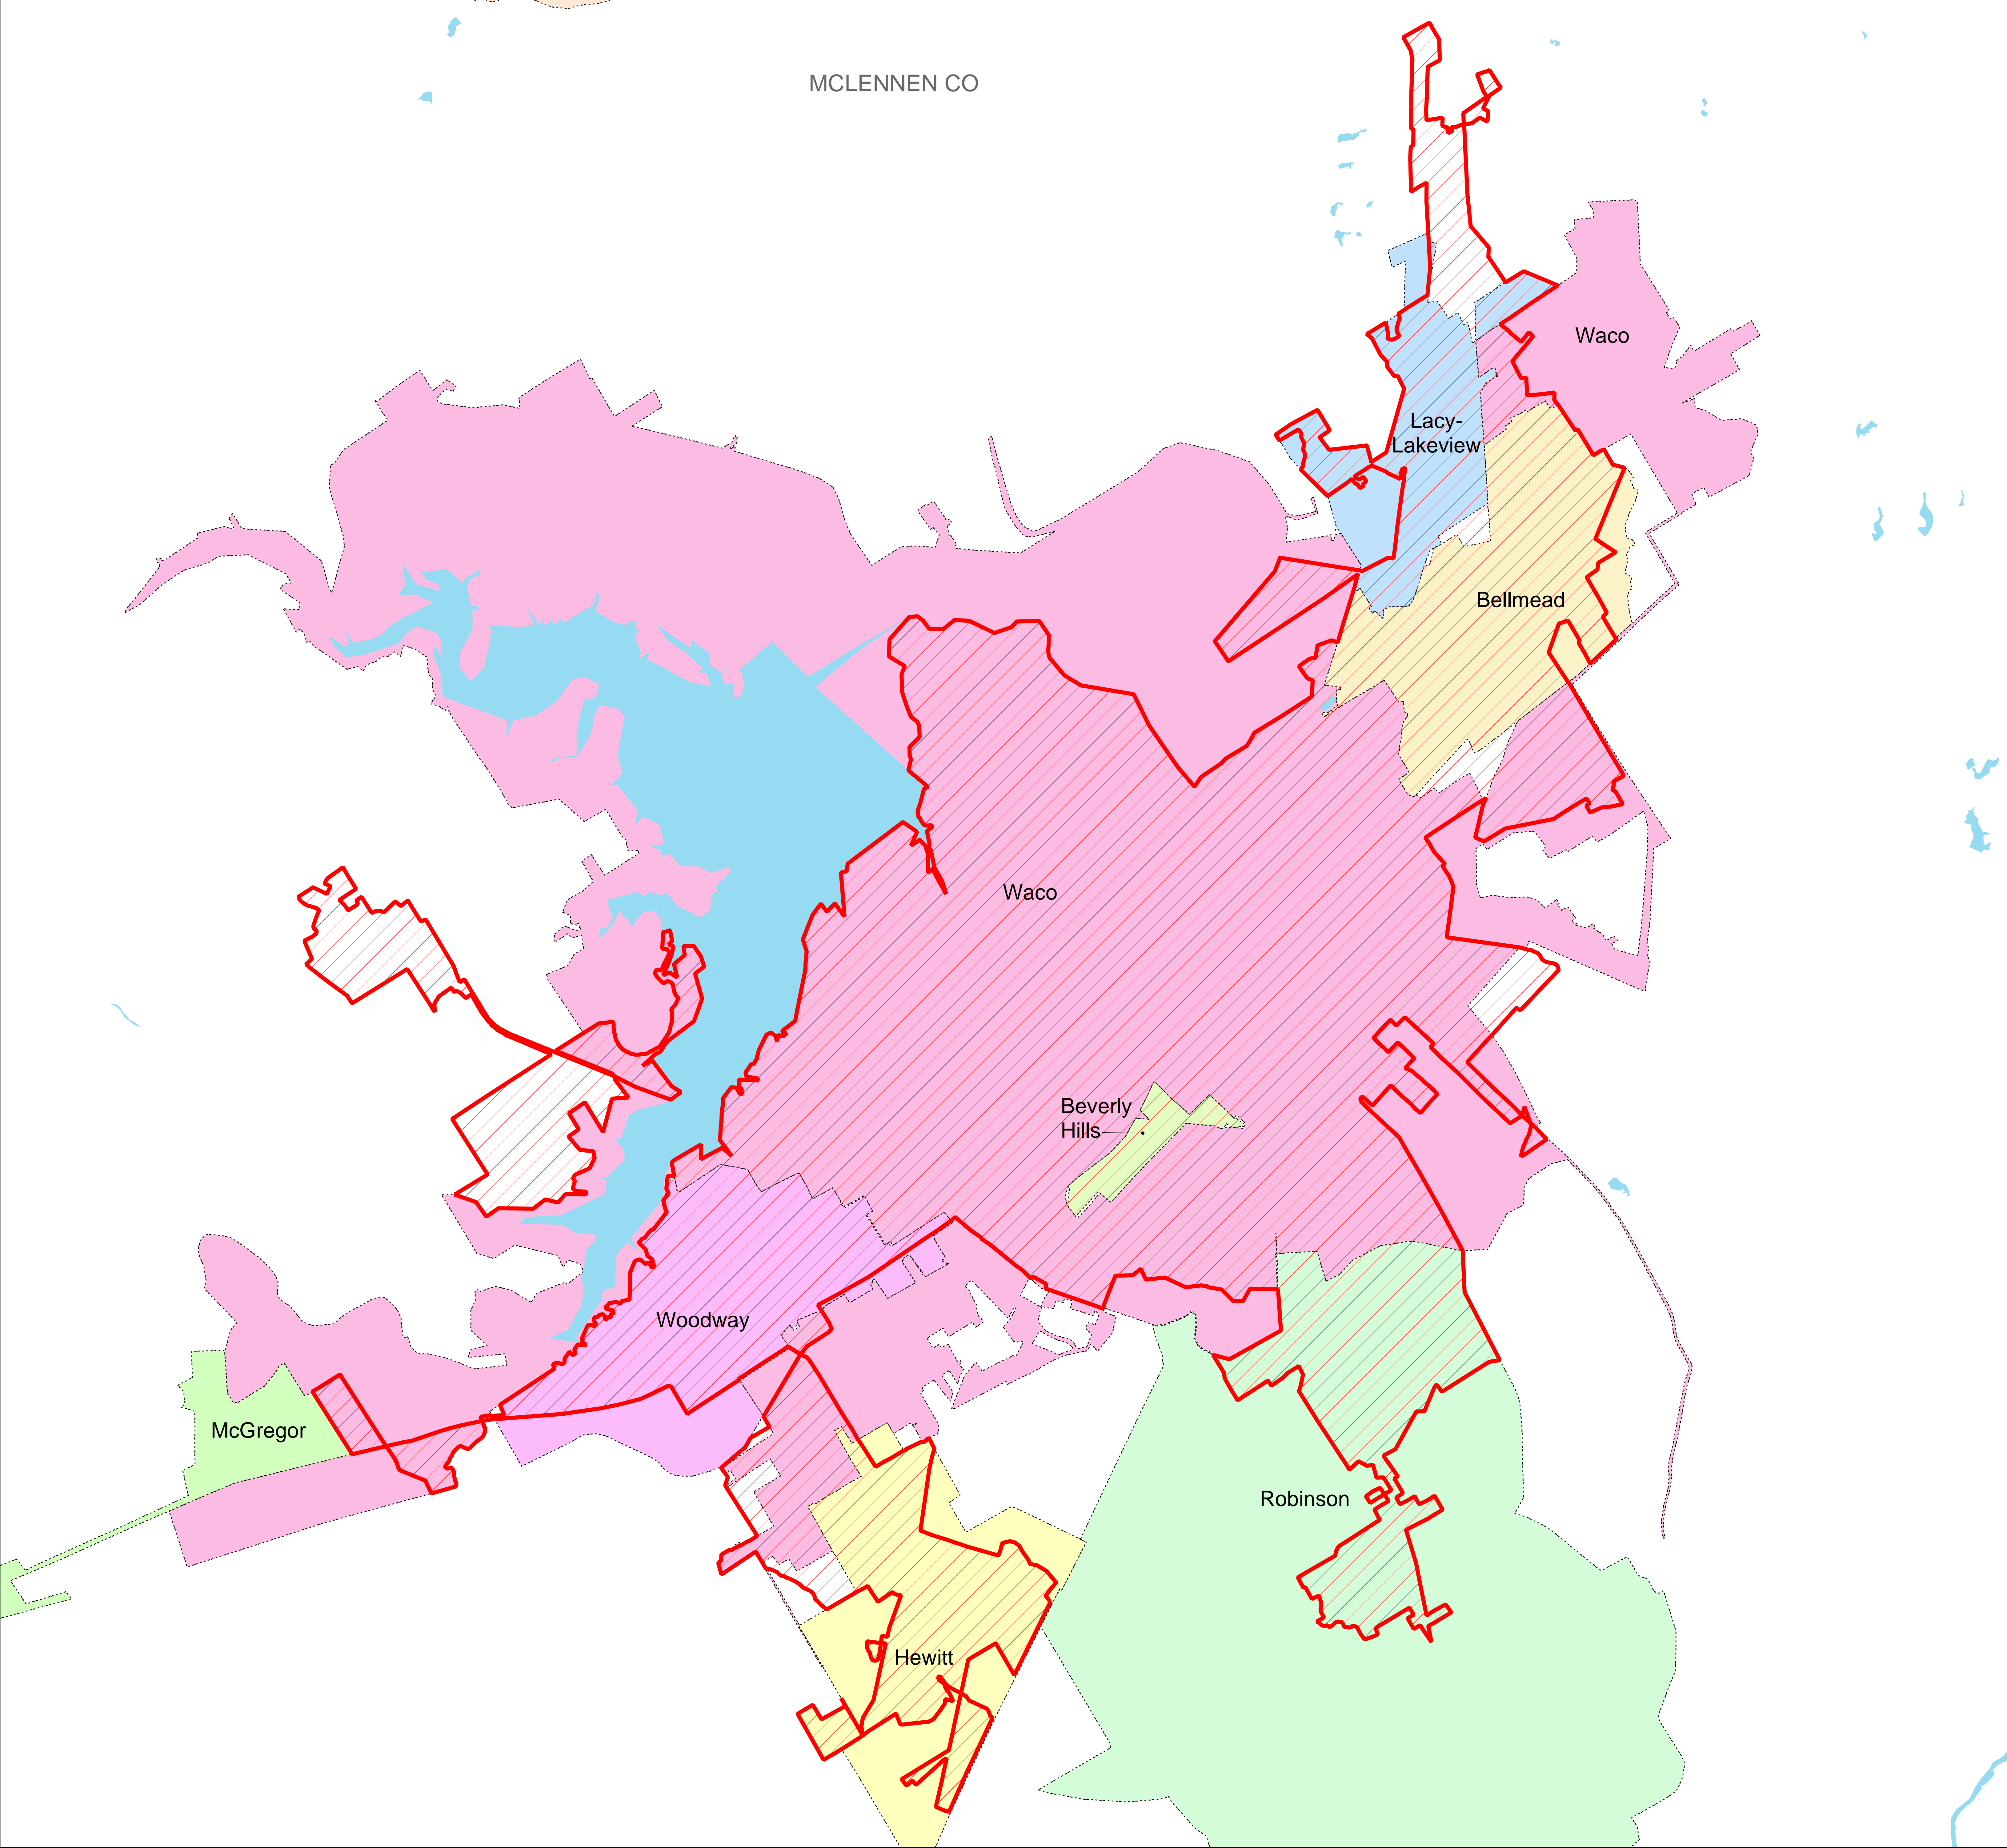 MCLENNEN CO
Waco
Lacy-
Lakeview
Bellmead
Waco
Beverly
Hills
Woodway
McGregor
Robinson
Hewitt